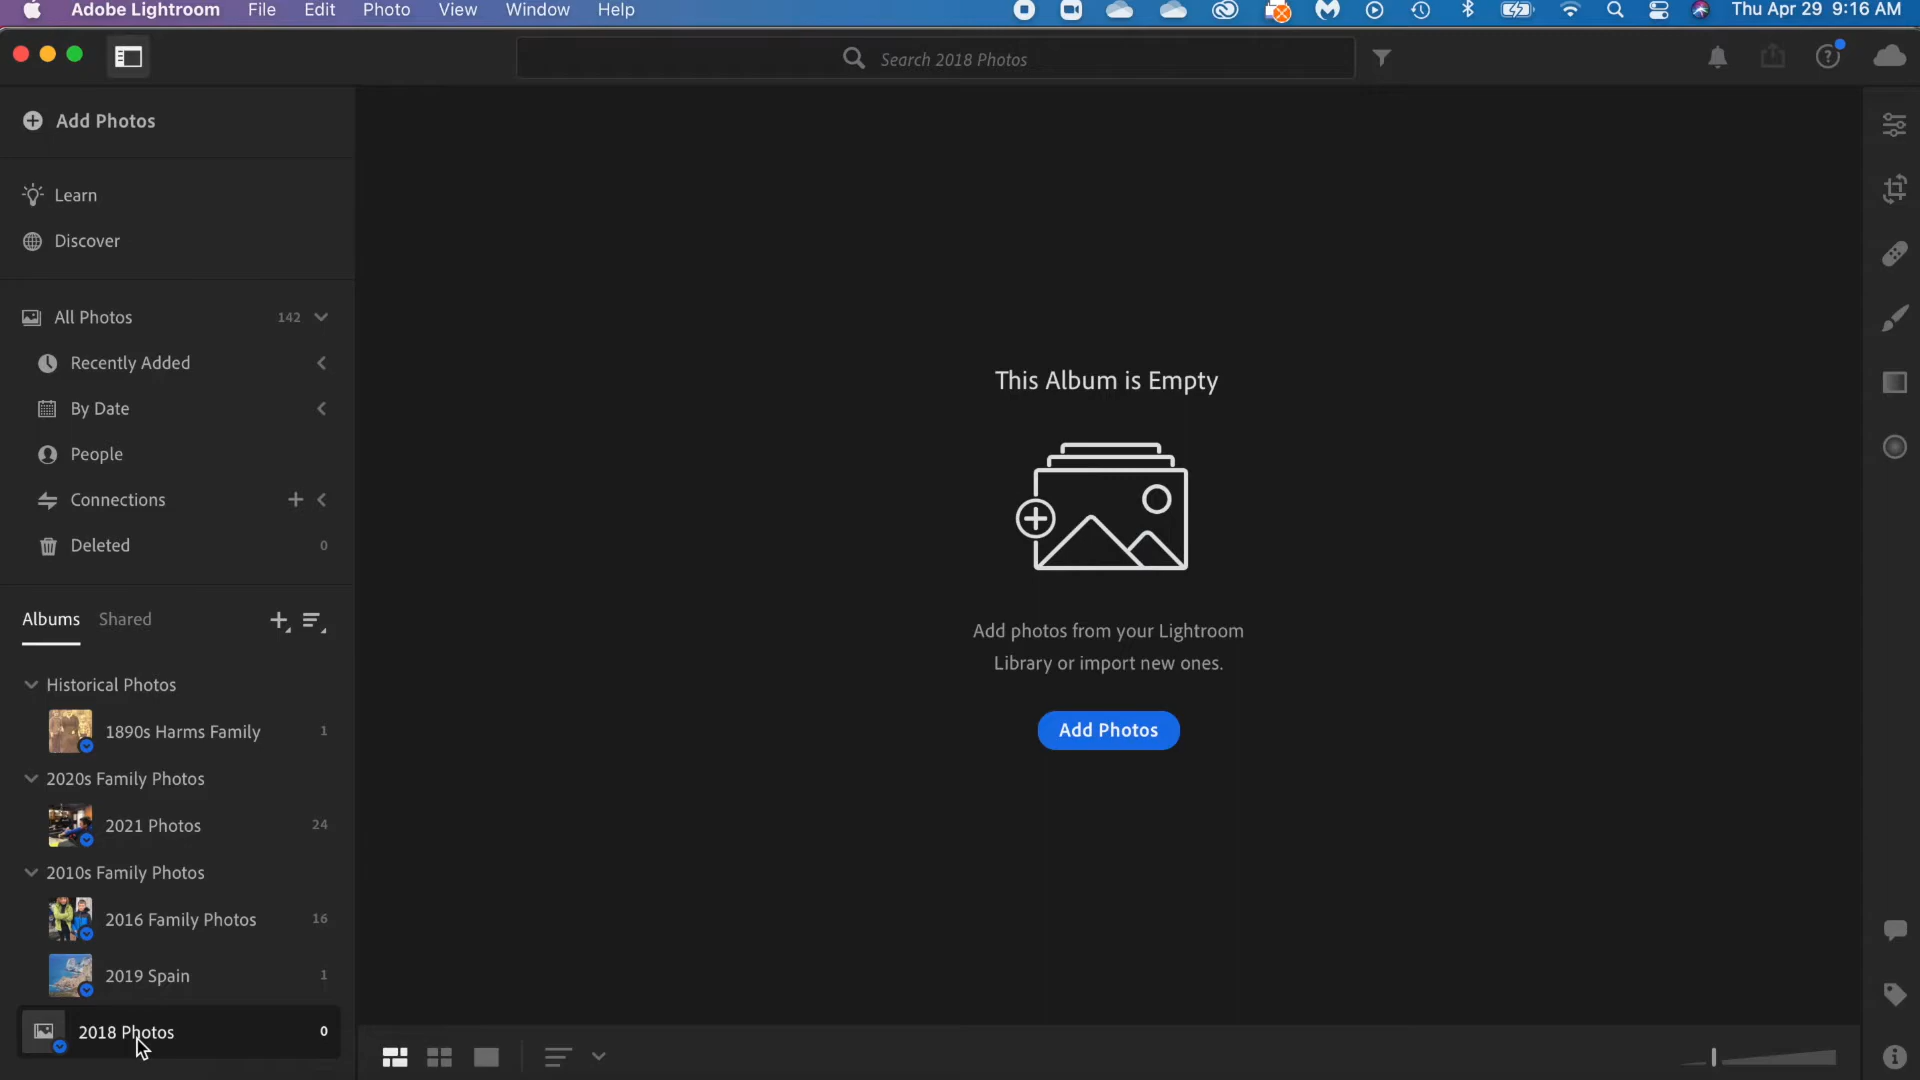 Adobe Lightroom File Edit Photo View Window Help Thu Apr 29 9:16 AM
Search 2018 Photos
Add Photos
Learn
Discover
All Photos 142
Recently Added
By Date
People
Connections
Deleted 0
Albums Shared
Historical Photos
1890s Harms Family 1
2020s Family Photos
2021 Photos 24
2010s Family Photos
2016 Family Photos 16
2019 Spain 1
2018 Photos 0
This Album is Empty
Add photos from your Lightroom
Library or import new ones.
Add Photos